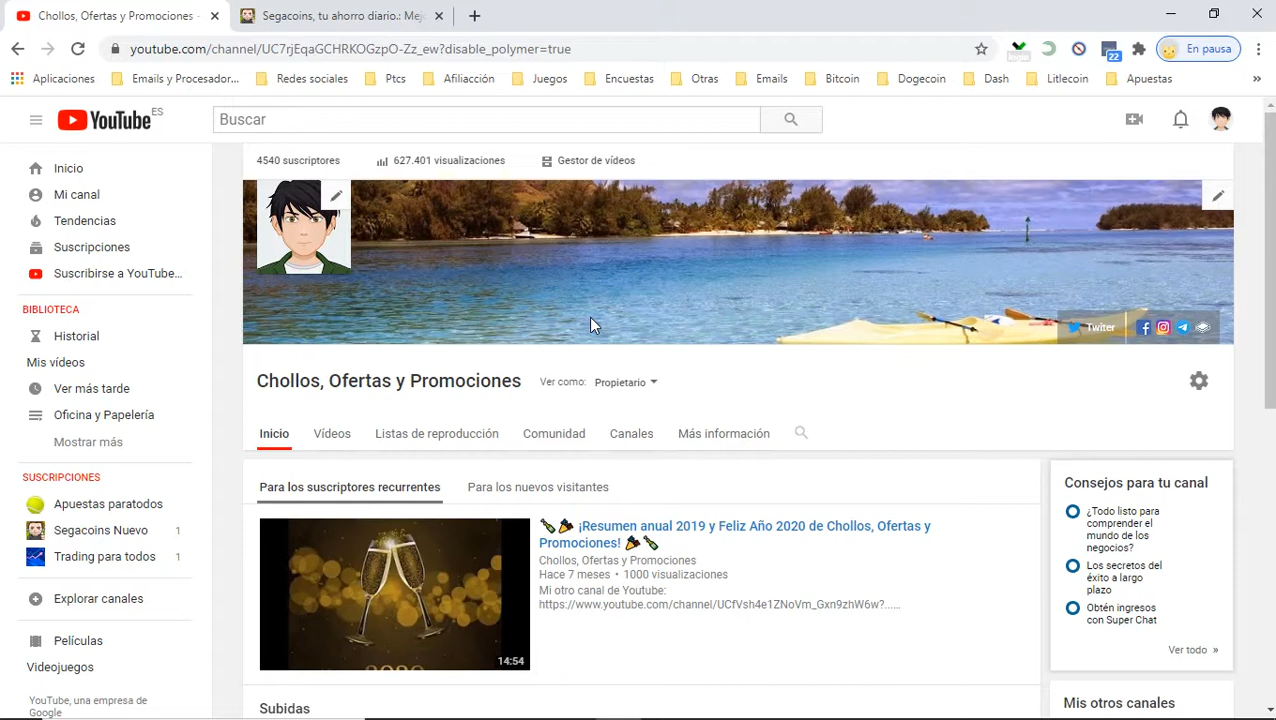 Chollos, Ofertas y Promociones -
Segacoins, tu ahorro diario.: Mejo
youtube.com/channel/UC7rjEqaGCHRKOGzpO-Zz_ew?disable_polymer=true
22
En pausa
Aplicaciones
Emails y Procesador...
Redes sociales
Ptcs
Afiliacción
Juegos
Encuestas
Otras
Emails
Bitcoin
Dogecoin
Dash
Litlecoin
Apuestas
»
YouTube ES
Buscar
Inicio
Mi canal
Tendencias
Suscripciones
Suscribirse a YouTube...
BIBLIOTECA
Historial
Mis vídeos
Ver más tarde
Oficina y Papelería
Mostrar más
SUSCRIPCIONES
Apuestas paratodos
Segacoins Nuevo 1
Trading para todos 1
Explorar canales
Películas
Videojuegos
YouTube, una empresa de
Google
4540 suscriptores
627.401 visualizaciones
Gestor de vídeos
Twiter
Chollos, Ofertas y Promociones
Ver como: Propietario
Inicio
Vídeos
Listas de reproducción
Comunidad
Canales
Más información
Para los suscriptores recurrentes
Para los nuevos visitantes
2020
14:54
¡Resumen anual 2019 y Feliz Año 2020 de Chollos, Ofertas y
Promociones!
Chollos, Ofertas y Promociones
Hace 7 meses • 1000 visualizaciones
Mi otro canal de Youtube:
https://www.youtube.com/channel/UCfVsh4e1ZNoVm_Gxn9zhW6w?......
Subidas
Consejos para tu canal
¿Todo listo para
comprender el
mundo de los
negocios?
Los secretos del
éxito a largo
plazo
Obtén ingresos
con Super Chat
Ver todo »
Mis otros canales